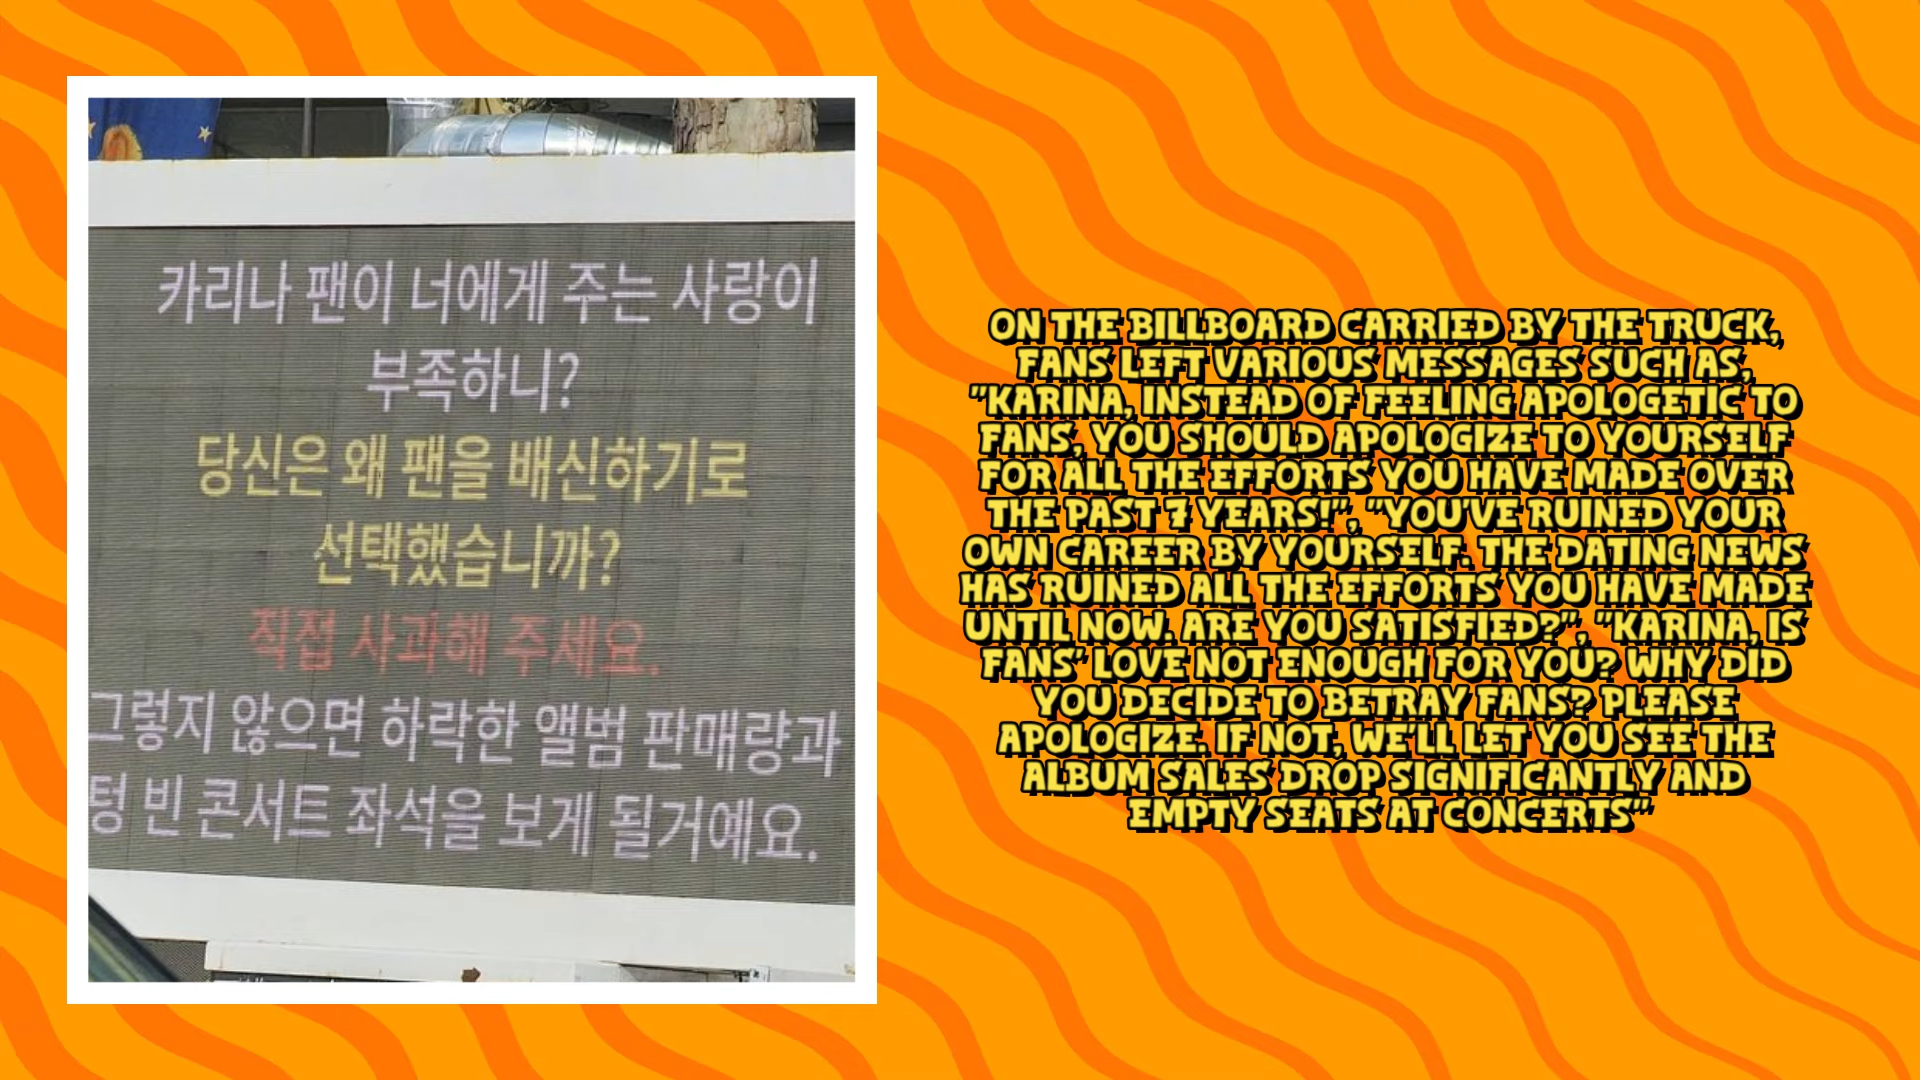 카리나 팬이 너에게 주는 사랑이
부족하니?
당신은 왜 팬을 배신하기로
선택했습니까?
직접 사과해 주세요.
그렇지 않으면 하락한 앨범 판매량과
텅 빈 콘서트 좌석을 보게 될거예요.
ON THE BILLBOARD CARRIED BY THE TRUCK,
FANS LEFT VARIOUS MESSAGES SUCH AS,
"KARINA, INSTEAD OF FEELING APOLOGETIC TO
FANS, YOU SHOULD APOLOGIZE TO YOURSELF
FOR ALL THE EFFORTS YOU HAVE MADE OVER
THE PAST 7 YEARS!", "YOU'VE RUINED YOUR
OWN CAREER BY YOURSELF. THE DATING NEWS
HAS RUINED ALL THE EFFORTS YOU HAVE MADE
UNTIL NOW. ARE YOU SATISFIED?", "KARINA, IS
FANS' LOVE NOT ENOUGH FOR YOU? WHY DID
YOU DECIDE TO BETRAY FANS? PLEASE
APOLOGIZE. IF NOT, WE'LL LET YOU SEE THE
ALBUM SALES DROP SIGNIFICANTLY AND
EMPTY SEATS AT CONCERTS"